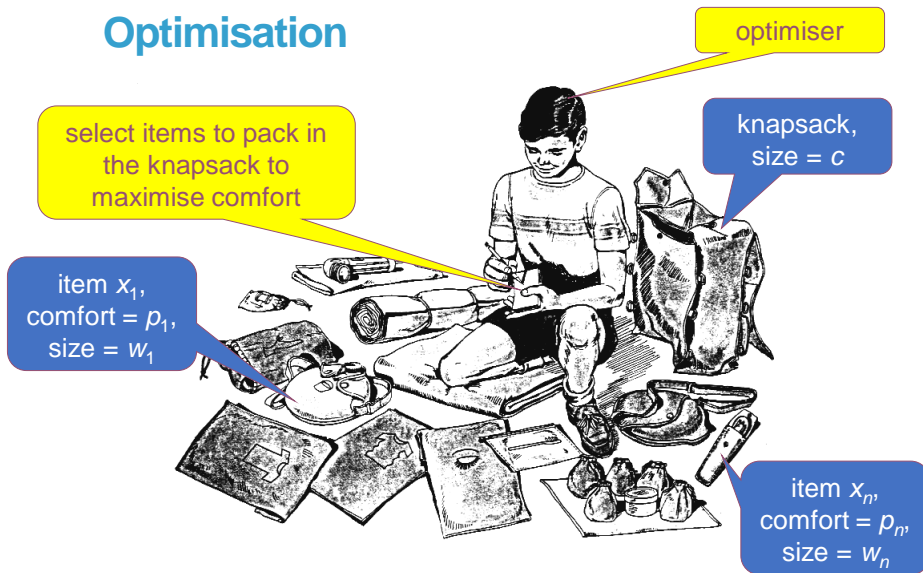 Optimisation
optimiser
select items to pack in
the knapsack to
maximise comfort
knapsack,
size = c
item x₁,
comfort = p₁,
size = w₁
item xₙ,
comfort = pₙ,
size = wₙ